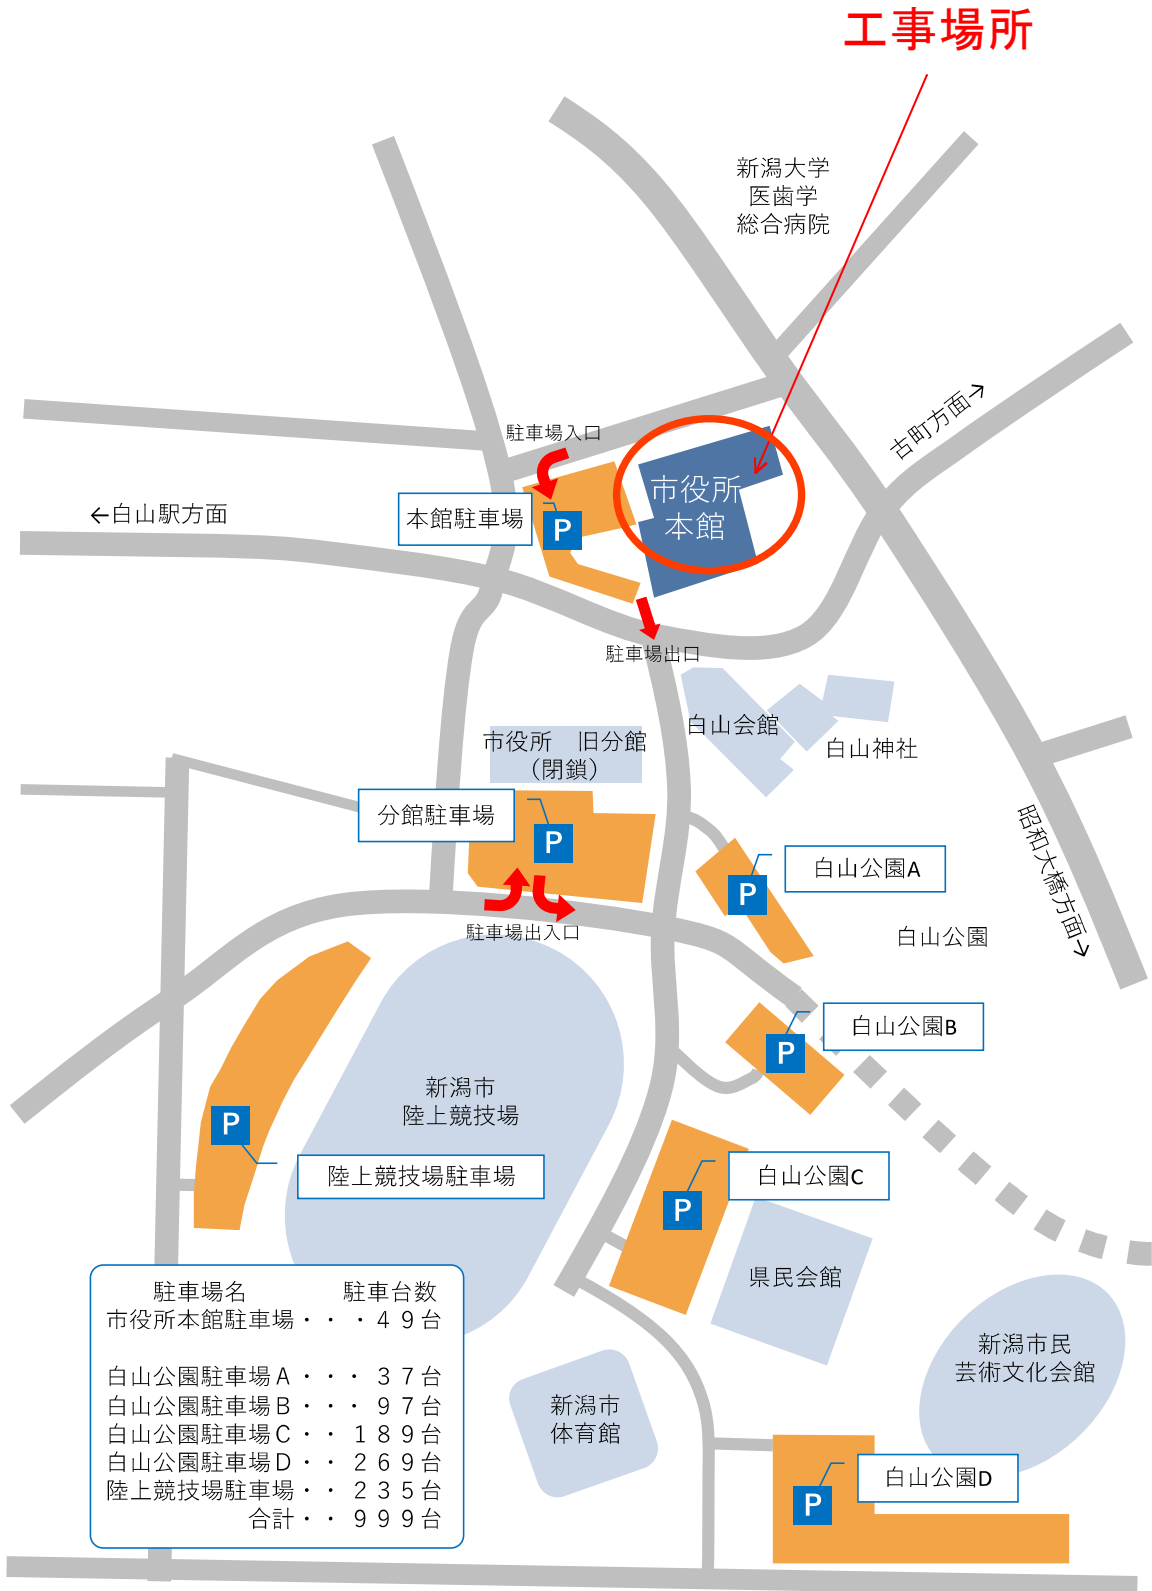 工事場所
新潟大学
医歯学
総合病院
古町方面→
駐車場入口
市役所
本館
本館駐車場
P
←白山駅方面
駐車場出口
白山会館
白山神社
市役所　旧分館
（閉鎖）
分館駐車場
P
昭和大橋方面→
白山公園A
P
駐車場出入口
白山公園
白山公園B
P
新潟市
陸上競技場
P
陸上競技場駐車場
白山公園C
P
県民会館
駐車場名　　　　駐車台数
市役所本館駐車場・・・４９台
白山公園駐車場Ａ・・・３７台
白山公園駐車場Ｂ・・・９７台
白山公園駐車場Ｃ・・１８９台
白山公園駐車場Ｄ・・２６９台
陸上競技場駐車場・・２３５台
合計・・９９９台
新潟市民
芸術文化会館
新潟市
体育館
白山公園D
P